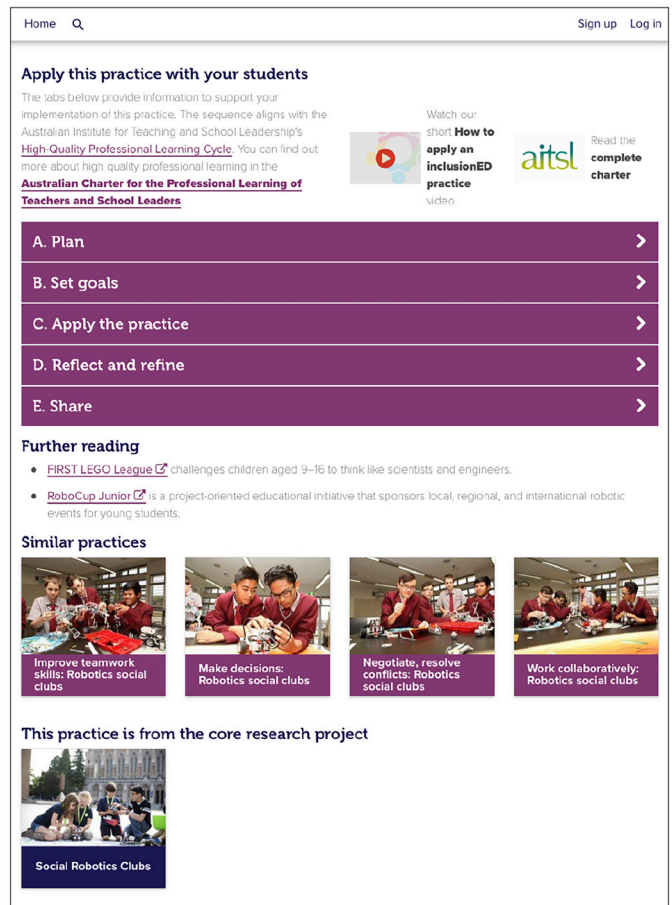 Home
Sign up Log in
Apply this practice with your students
The tabs below provide information to support your
implementation of this practice. The sequence aligns with the
Australian Institute for Teaching and School Leadership's
High-Quality Professional Learning Cycle. You can find out
more about high quality professional learning in the
Australian Charter for the Professional Learning of
Teachers and School Leaders
Watch our
short How to
apply an
inclusionED
practice
video
aitsl
Read the
complete
charter
A. Plan
B. Set goals
C. Apply the practice
D. Reflect and refine
E. Share
Further reading
FIRST LEGO League challenges children aged 9–16 to think like scientists and engineers.
RoboCup Junior is a project-oriented educational initiative that sponsors local, regional, and international robotic
events for young students.
Similar practices
Improve teamwork
skills: Robotics social
clubs
Make decisions:
Robotics social clubs
Negotiate, resolve
conflicts: Robotics
social clubs
Work collaboratively:
Robotics social clubs
This practice is from the core research project
Social Robotics Clubs